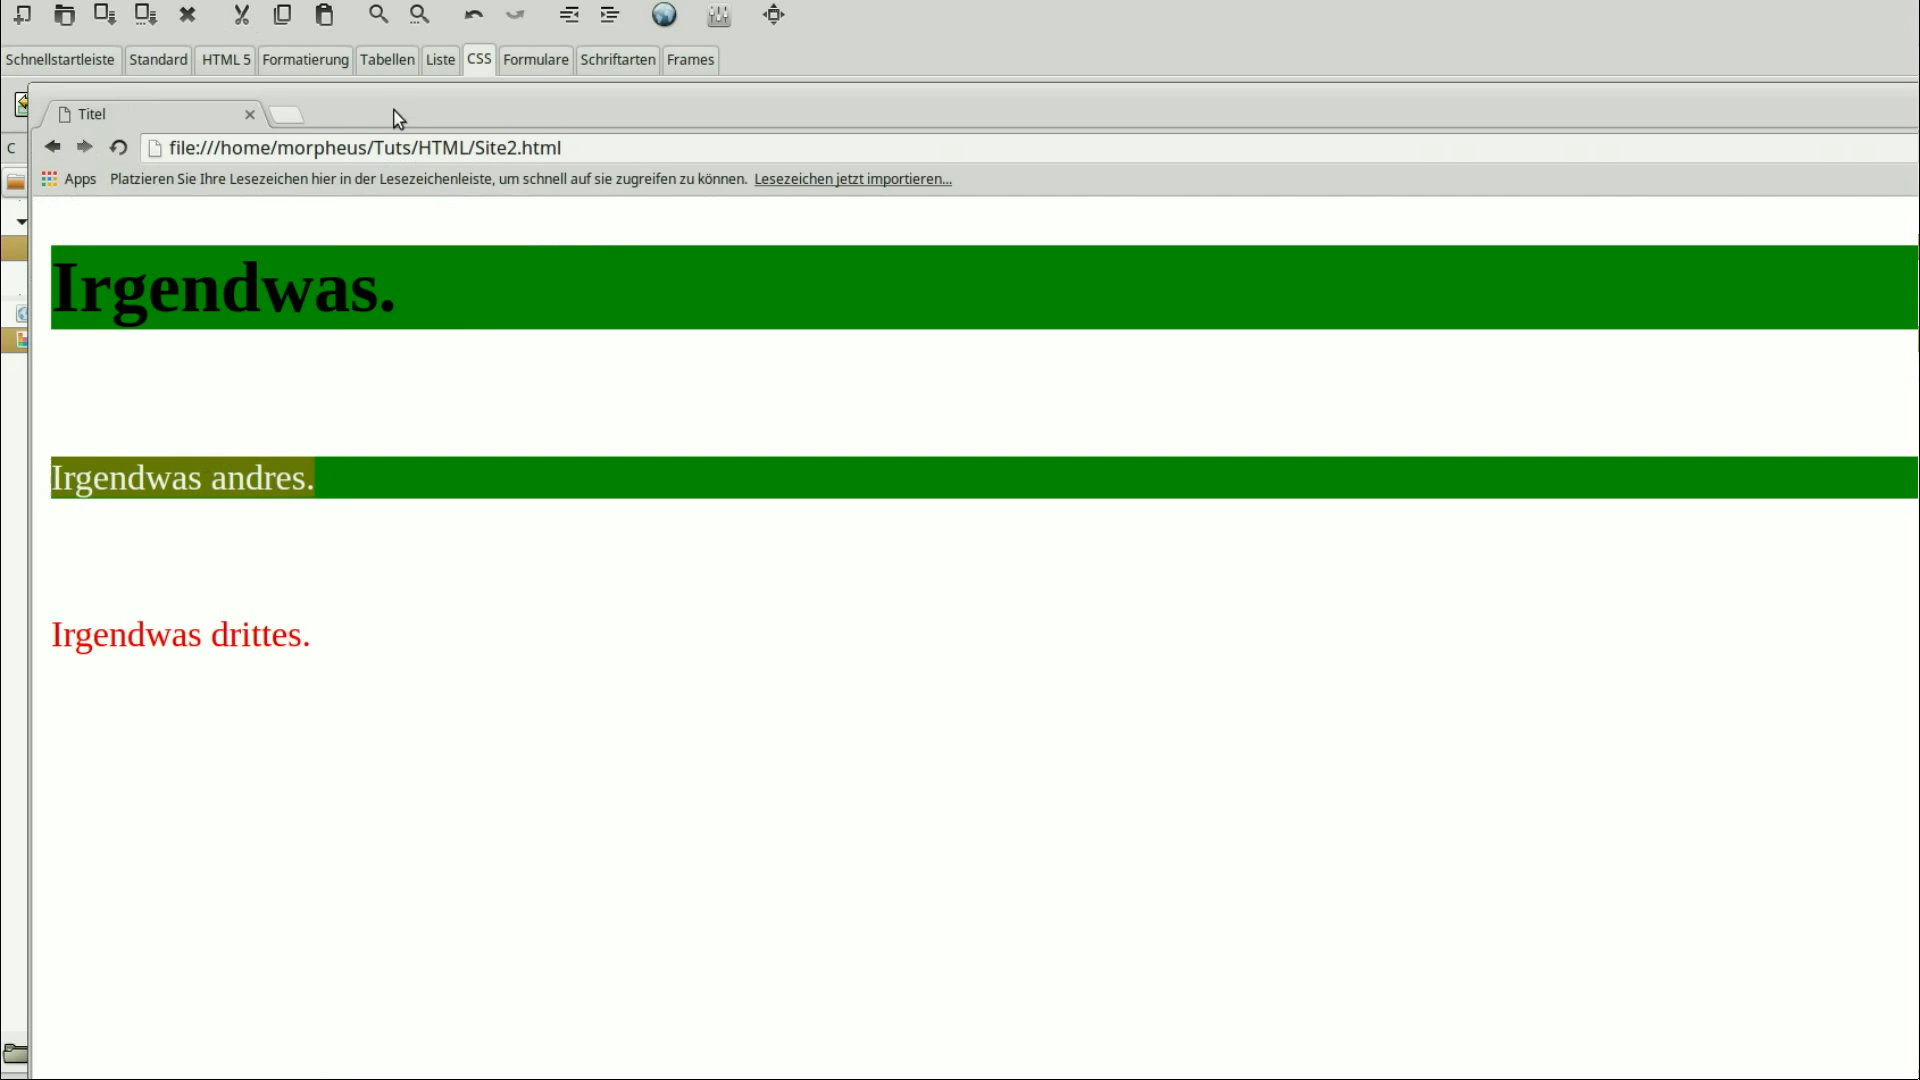 Schnellstartleiste Standard HTML 5 Formatierung Tabellen Liste CSS Formulare Schriftarten Frames
Titel
C
file:///home/morpheus/Tuts/HTML/Site2.html
Apps Platzieren Sie Ihre Lesezeichen hier in der Lesezeichenleiste, um schnell auf sie zugreifen zu können. Lesezeichen jetzt importieren...
Irgendwas.
Irgendwas andres.
Irgendwas drittes.